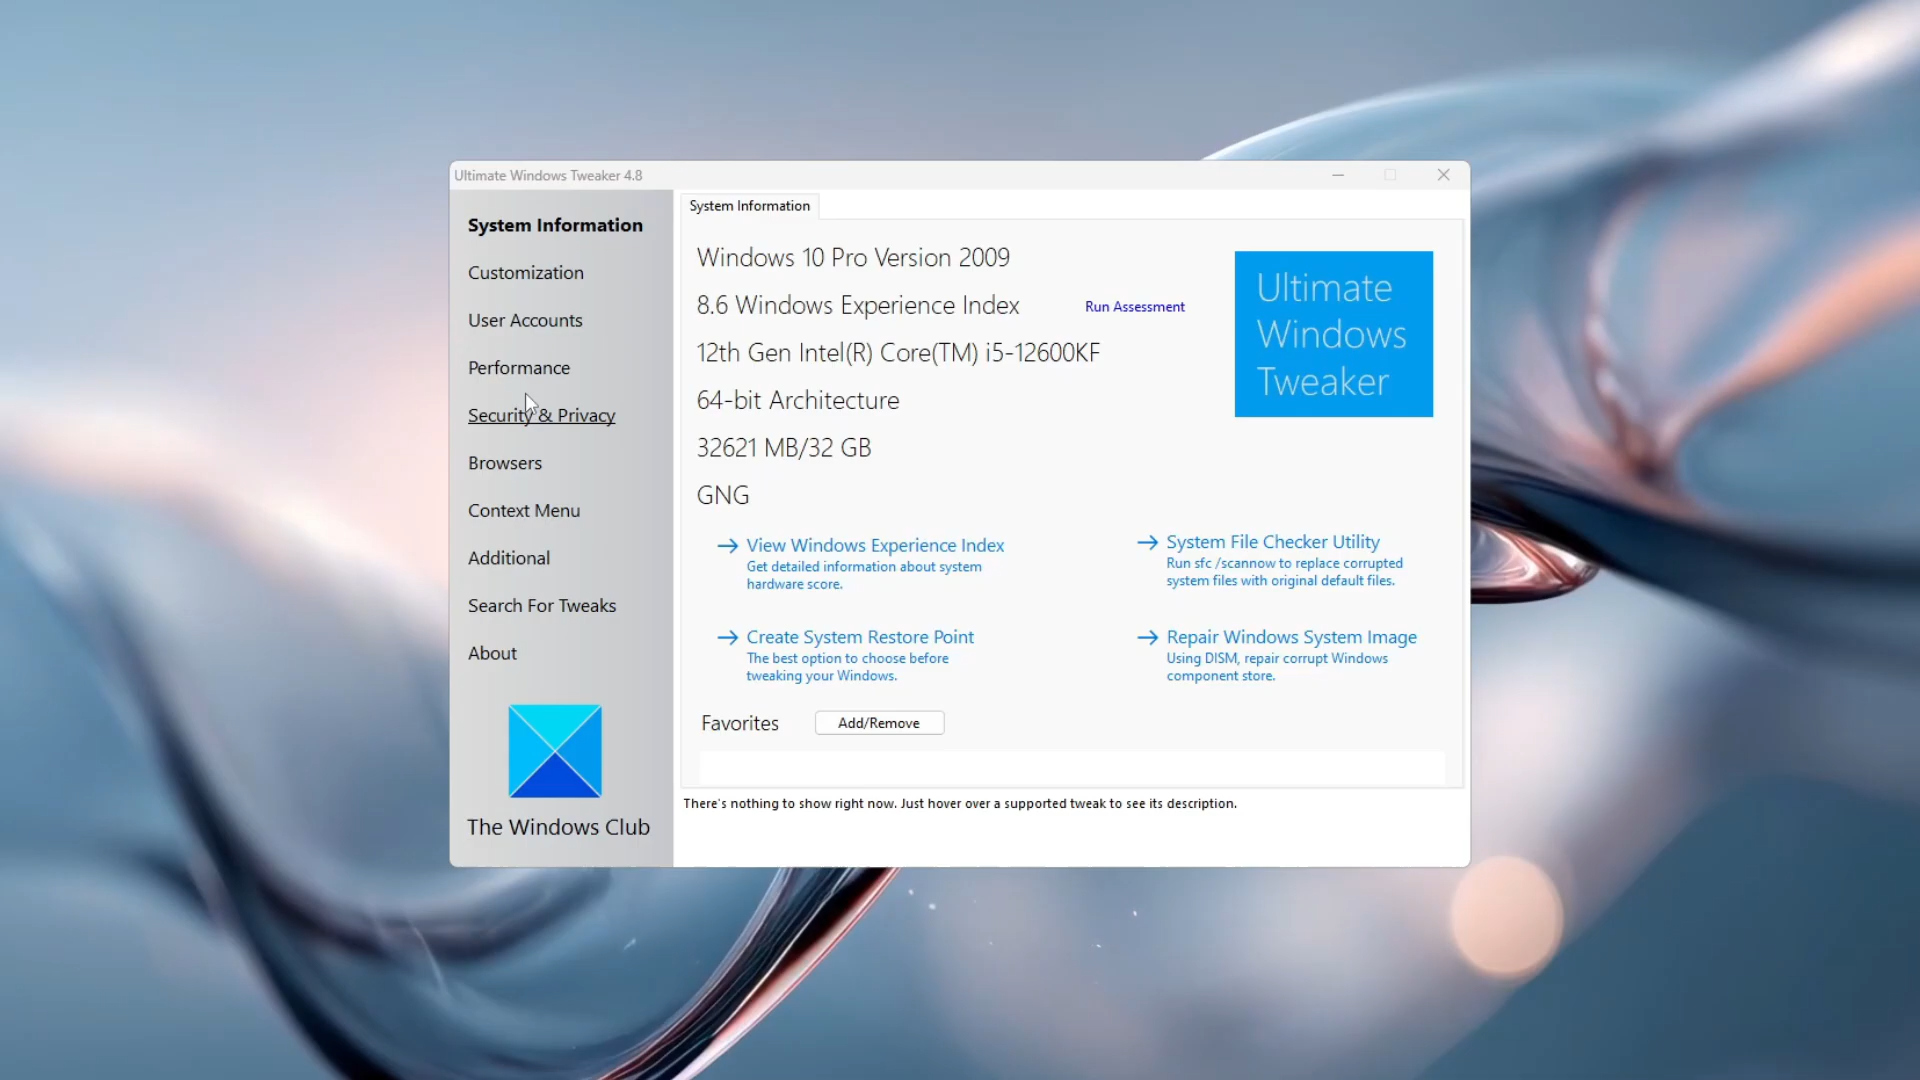 Ultimate Windows Tweaker 4.8
System Information
Customization
User Accounts
Performance
Security & Privacy
Browsers
Context Menu
Additional
Search For Tweaks
About
The Windows Club
System Information
Windows 10 Pro Version 2009
8.6 Windows Experience Index
Run Assessment
12th Gen Intel(R) Core(TM) i5-12600KF
64-bit Architecture
32621 MB/32 GB
GNG
Ultimate
Windows
Tweaker
View Windows Experience Index
Get detailed information about system
hardware score.
System File Checker Utility
Run sfc /scannow to replace corrupted
system files with original default files.
Create System Restore Point
The best option to choose before
tweaking your Windows.
Repair Windows System Image
Using DISM, repair corrupt Windows
component store.
Favorites
Add/Remove
There's nothing to show right now. Just hover over a supported tweak to see its description.